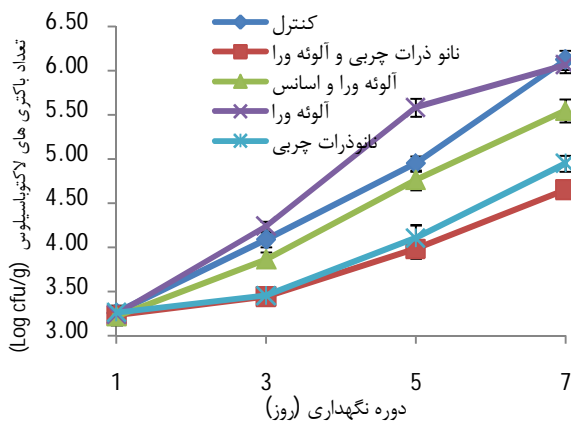 6.50
6.00
5.50
5.00
4.50
4.00
3.50
3.00
تعداد باکتری های لاکتوباسیلوس
(Log cfu/g)
کنترل
نانو ذرات چربی و آلوئه ورا
آلوئه ورا و اسانس
آلوئه ورا
نانوذرات چربی
1
3
5
7
دوره نگهداری (روز)